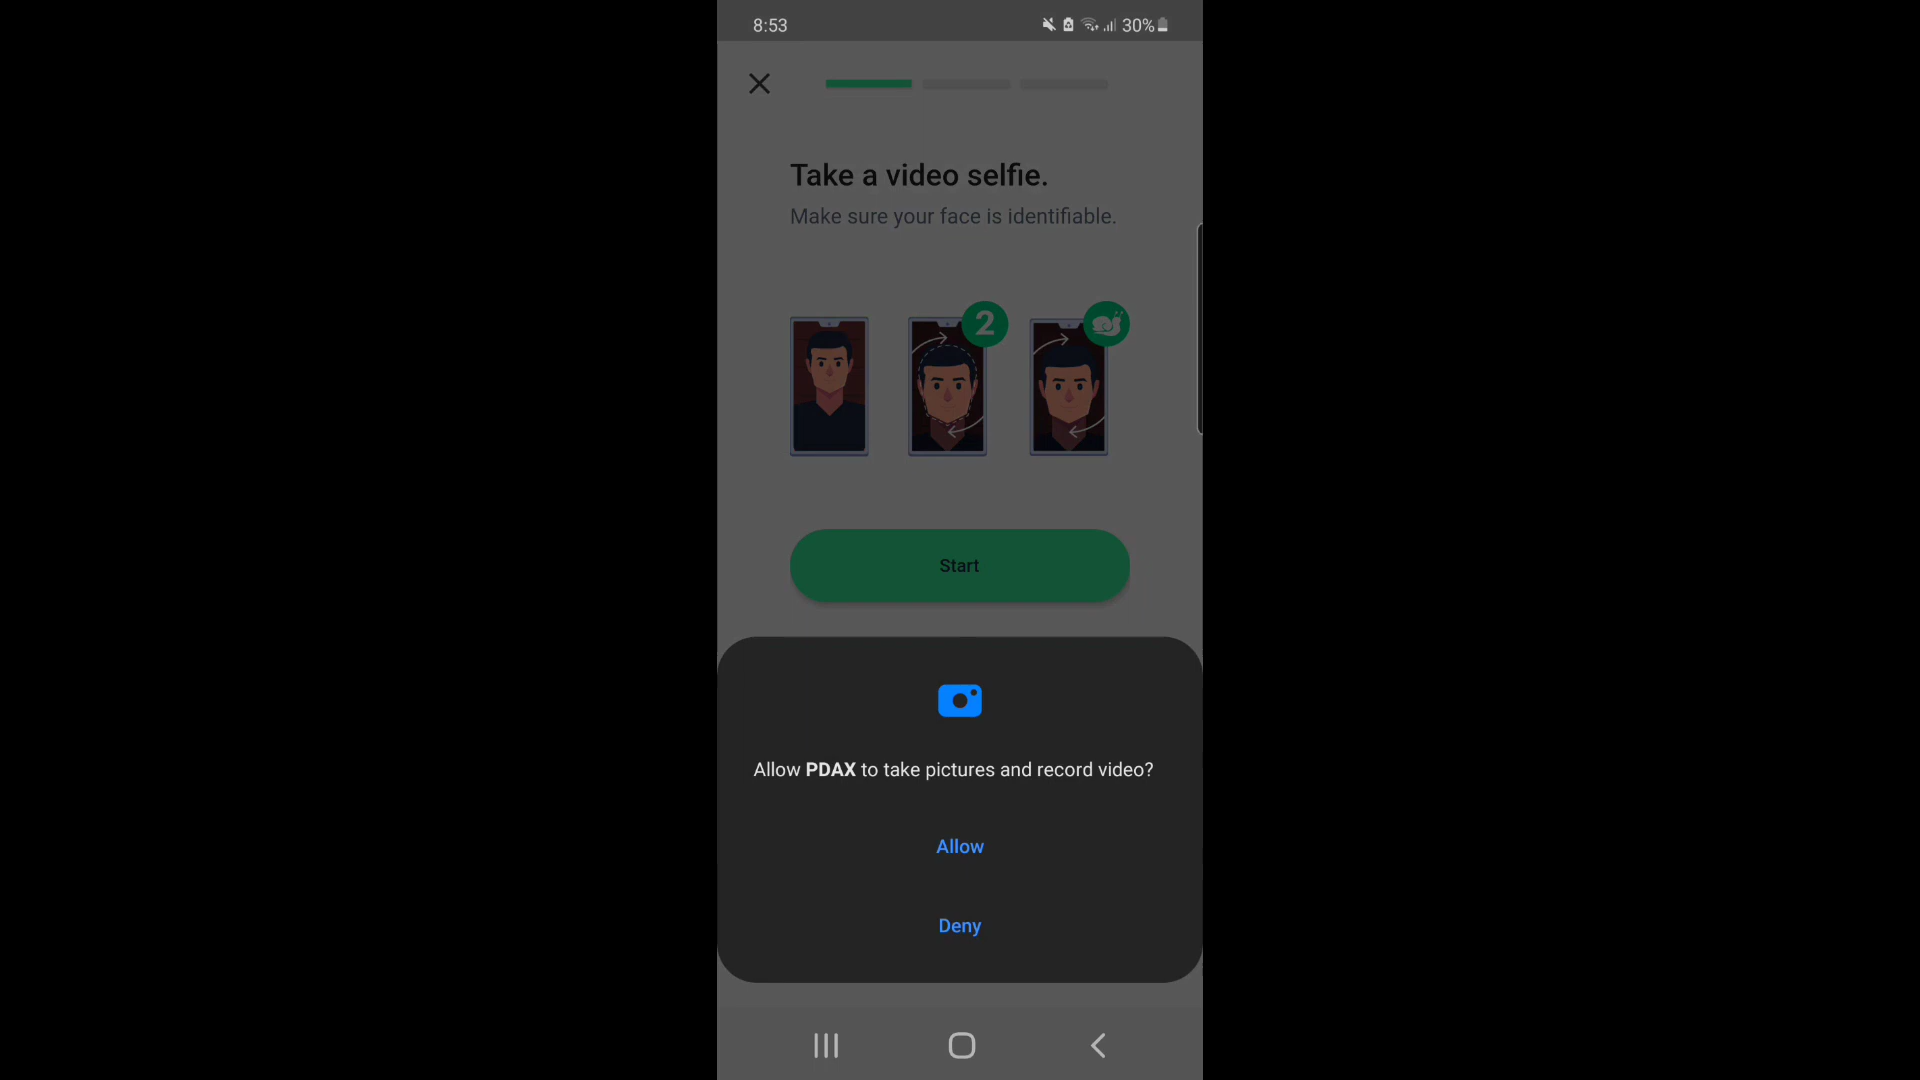 8:53
30%
Take a video selfie.
Make sure your face is identifiable.
2
Start
Allow PDAX to take pictures and record video?
Allow
Deny